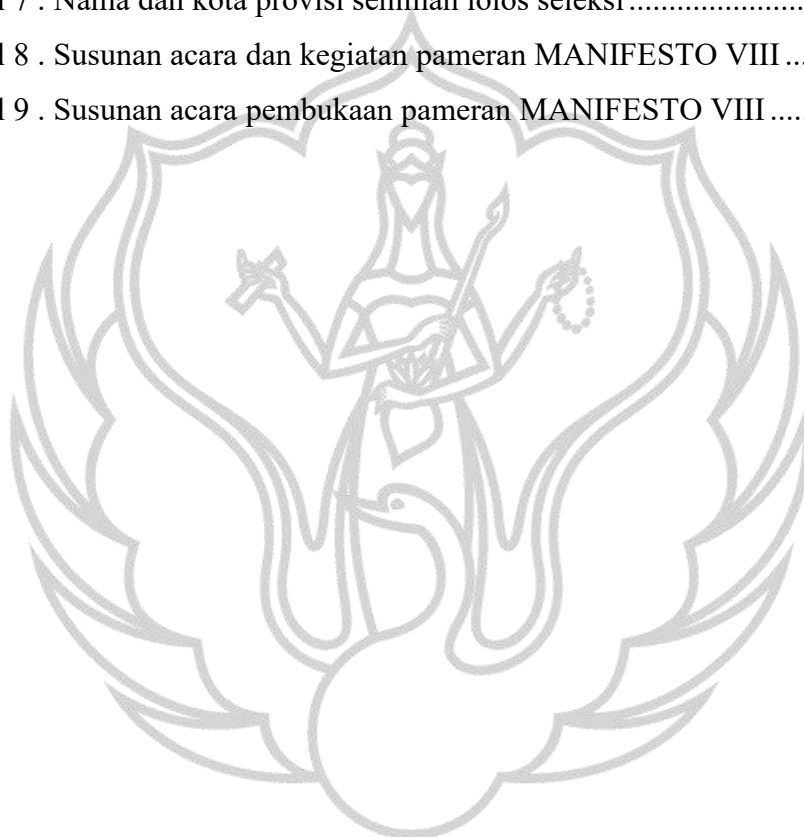 l 7 . Nama dan kota provisi seniman lolos seleksi.......................
l 8 . Susunan acara dan kegiatan pameran MANIFESTO VIII ...
l 9 . Susunan acara pembukaan pameran MANIFESTO VIII .....